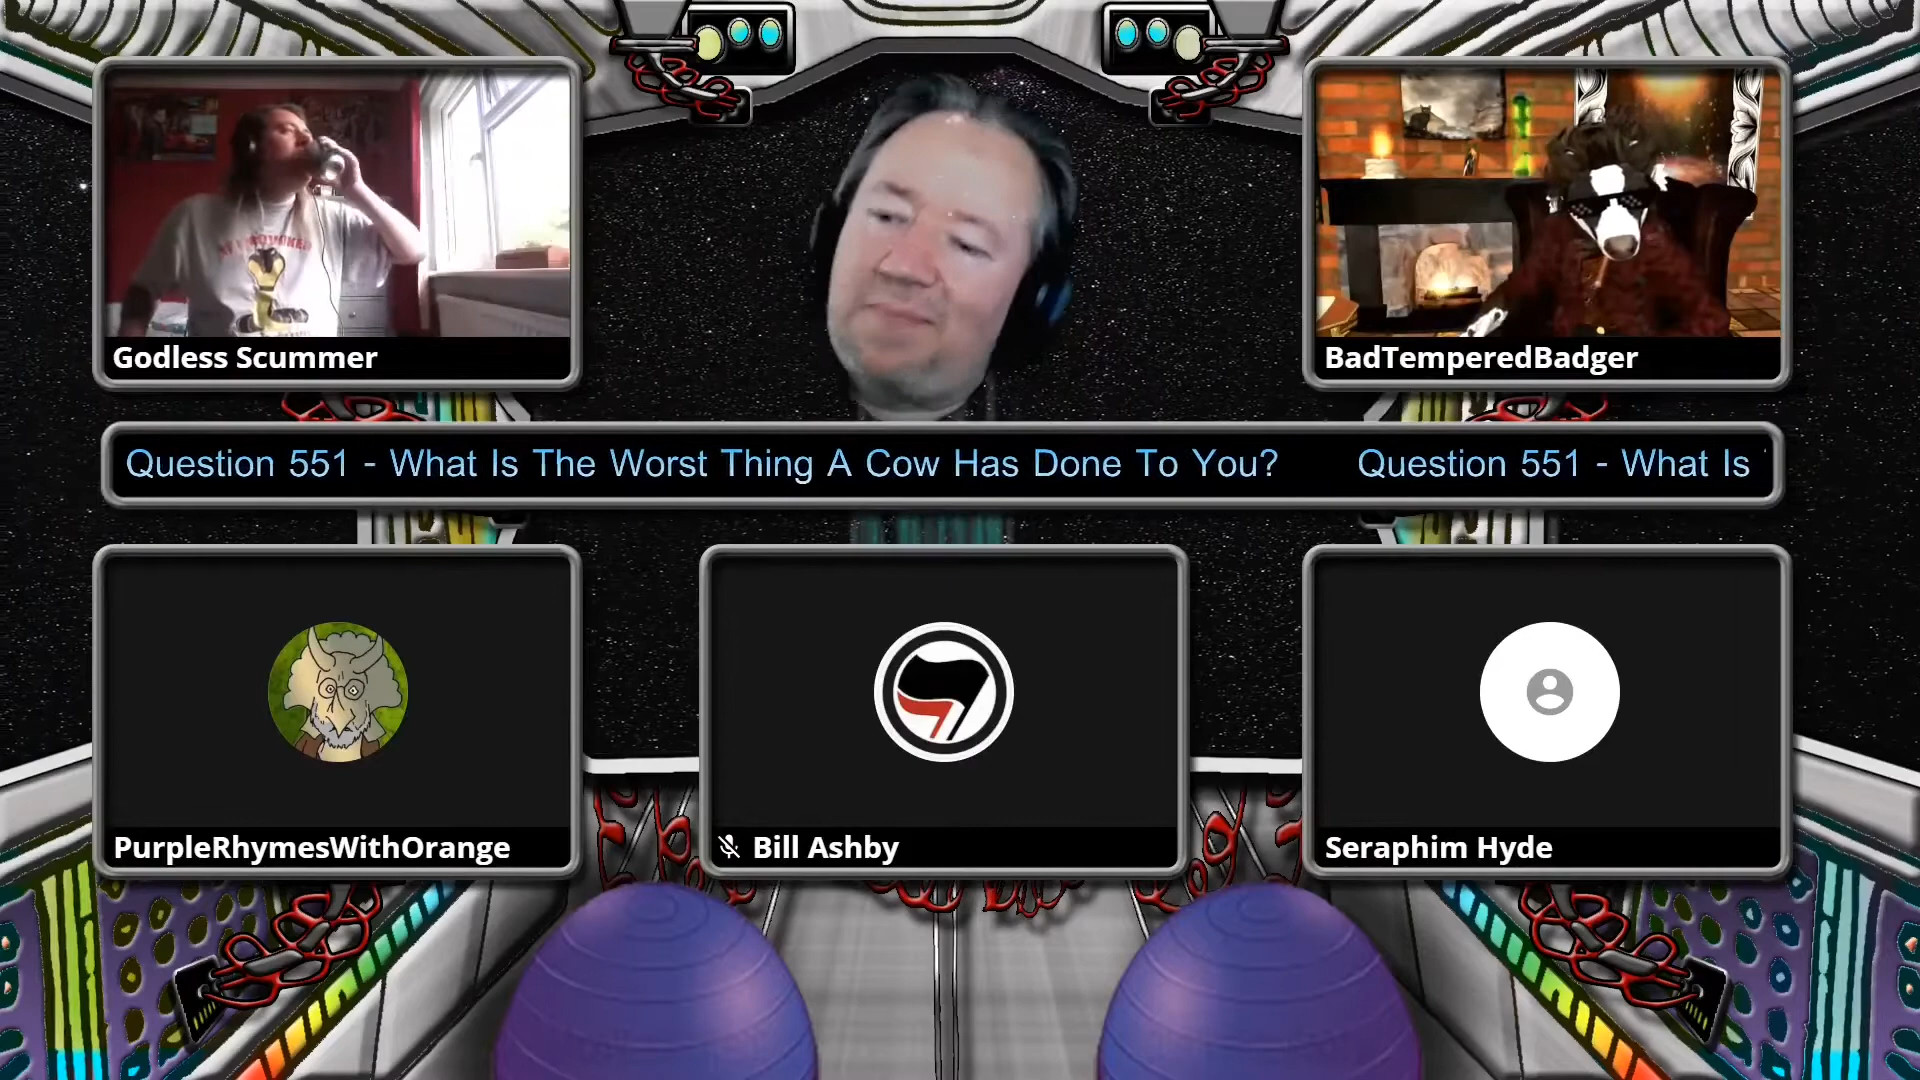 Godless Scummer
BadTemperedBadger
Question 551 - What Is The Worst Thing A Cow Has Done To You? Question 551 - What Is
PurpleRhymesWithOrange
Bill Ashby
Seraphim Hyde